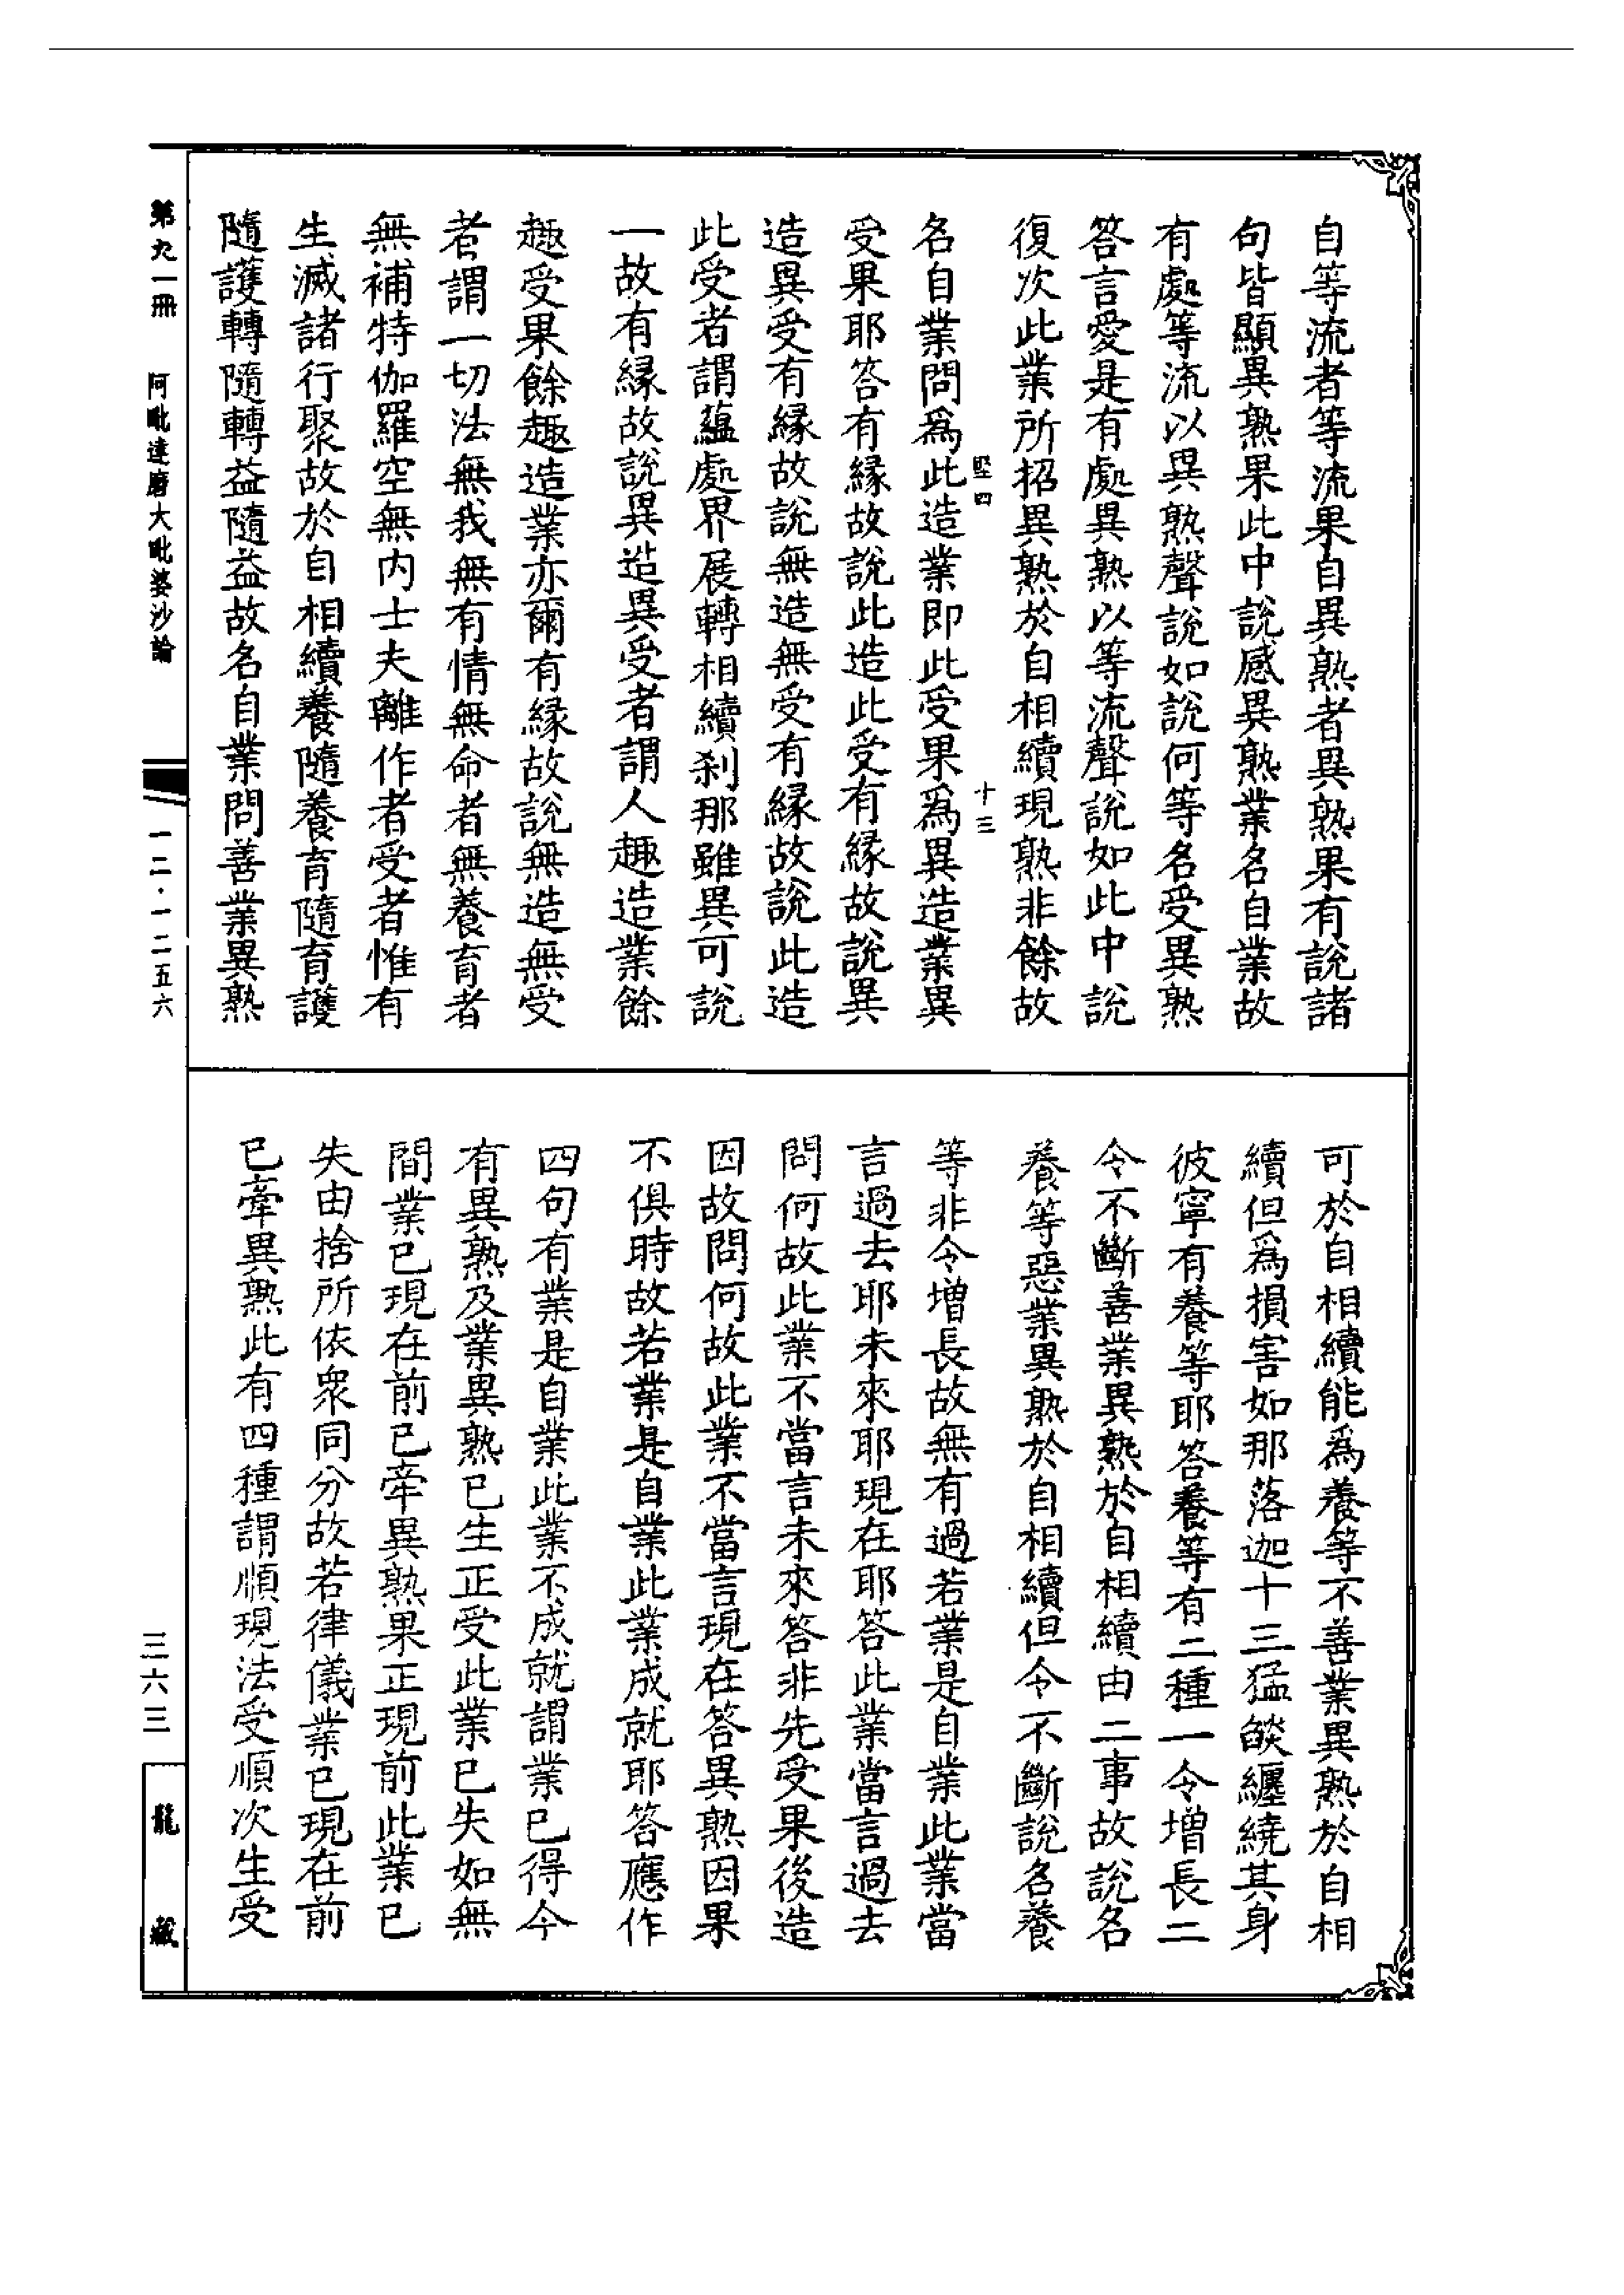 自等流者等流果自異熟者異熟果有說諸
句皆顯異熟果此中說感異熟業名自業故
有處等流以異熟聲說如說何等名受異熟
答言愛是有處異熟以等流聲說如此中說
復次此業所招異熟於自相續現熟非餘故
名自業問爲此造業即此受果爲異造業異
受果耶答有緣故說此造此受有緣故說異
造異受有緣故說無造無受有緣故說此造
此受者謂蘊處界展轉相續刹那雖異可說
一故有緣故說異造異受者謂人趣造業餘
趣受果餘趣造業亦爾有緣故說無造無受
者謂一切法無我無有情無命者無養育者
無補特伽羅空無内士夫離作者受者惟有
生滅諸行聚故於自相續養隨養育隨育護
隨護轉隨轉益隨益故名自業問善業異熟
堅四
十三
可於自相續能爲養等不善業異熟於自相
續但爲損害如那落迦十三猛燄纏繞其身
彼寧有養等耶答養等有二種一令增長二
令不斷善業異熟於自相續由二事故說名
養等惡業異熟於自相續但令不斷說名養
等非令增長故無有過若業是自業此業當
言過去耶未來耶現在耶答此業當言過去
問何故此業不當言未來答非先受果後造
因故問何故此業不當言現在答異熟因果
不俱時故若業是自業此業成就耶答應作
四句有業是自業此業不成就謂業已得今
有異熟及業異熟已生正受此業已失如無
間業已現在前已牽異熟果正現前此業已
失由捨所依衆同分故若律儀業已現在前
已牽異熟此有四種謂順現法受順次生受
第九一冊 阿毗達磨大毗婆沙論
一二·一二五六
三六三
龍藏